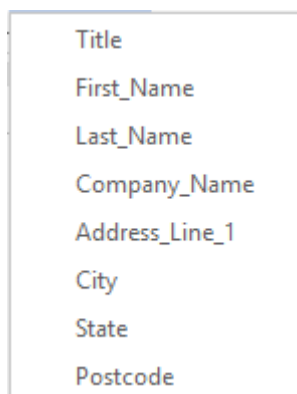 Title
First_Name
Last_Name
Company_Name
Address_Line_1
City
State
Postcode